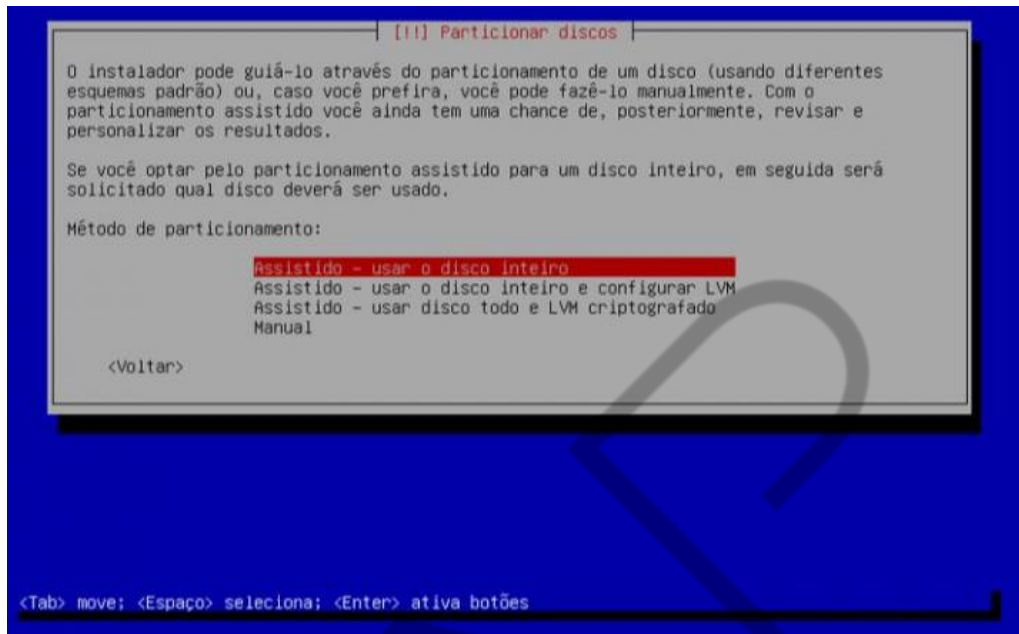 [!!] Particionar discos
O instalador pode guiá-lo através do particionamento de um disco (usando diferentes
esquemas padrão) ou, caso você prefira, você pode fazê-lo manualmente. Com o
particionamento assistido você ainda tem uma chance de, posteriormente, revisar e
personalizar os resultados.
Se você optar pelo particionamento assistido para um disco inteiro, em seguida será
solicitado qual disco deverá ser usado.
Método de particionamento:
Assistido – usar o disco inteiro
Assistido – usar o disco inteiro e configurar LVM
Assistido – usar disco todo e LVM criptografado
Manual
<Voltar>
<Tab> move; <Espaço> seleciona; <Enter> ativa botões